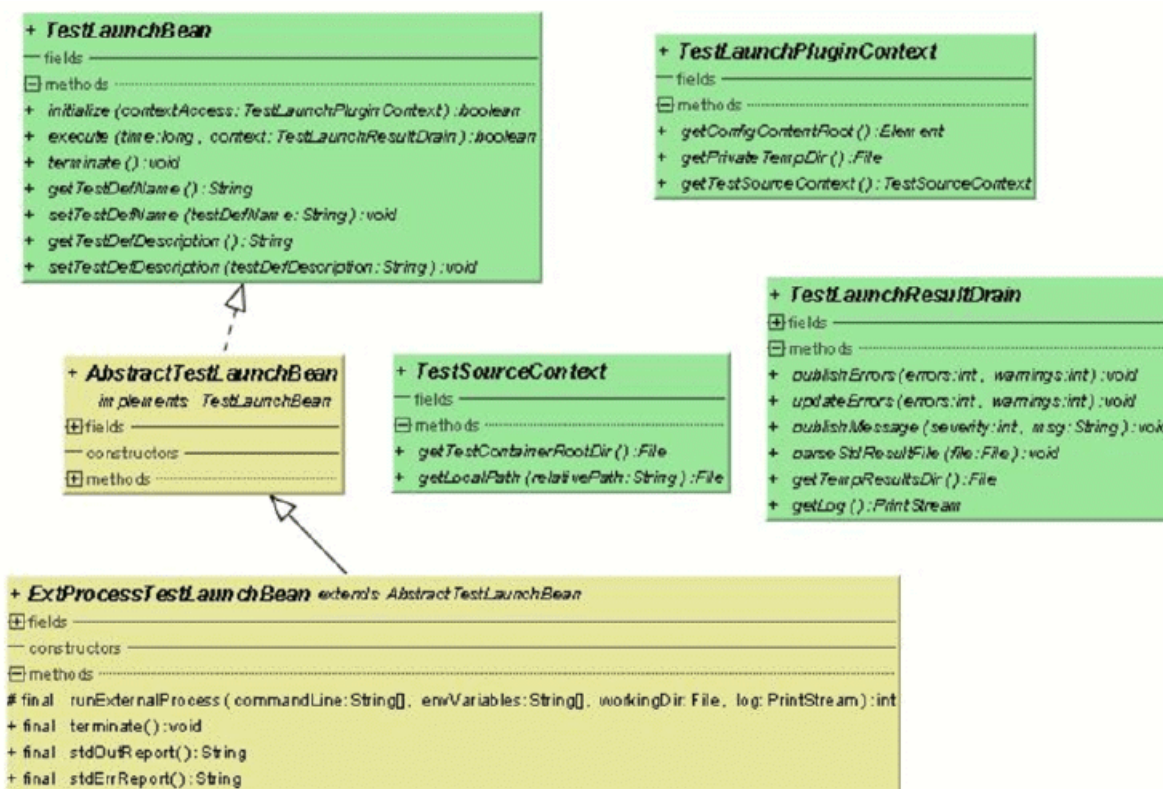 + TestLaunchBean
fields
methods
+ initialize (contextAccess: TestLaunchPluginContext) :boolean
+ execute (time:long , context: TestLaunchResultDrain) :boolean
+ terminate () :void
+ getTestDefName () :String
+ setTestDefName (testDefName: String) :void
+ getTestDefDescription () :String
+ setTestDefDescription (testDefDescription: String) :void
+ TestLaunchPluginContext
fields
methods
+ getConfigContentRoot () :Element
+ getPrivateTempDir () :File
+ getTestSourceContext () : TestSourceContext
+ TestLaunchResultDrain
fields
methods
+ publishErrors (errors:int , warnings:int) :void
+ updateErrors (errors:int , warnings:int) :void
+ publishMessage (severity:int , msg: String) :void
+ parseStdResultFile (file:File) :void
+ getTempResultsDir () :File
+ getLog () :PrintStream
+ AbstractTestLaunchBean
implements TestLaunchBean
fields
constructors
methods
+ TestSourceContext
fields
methods
+ getTestContainerRootDir () :File
+ getLocalPath (relativePath: String) :File
+ ExtProcessTestLaunchBean extends AbstractTestLaunchBean
fields
constructors
methods
# final runExternalProcess ( commandLine: String[], envVariables: String[], workingDir: File, log: PrintStream) : int
+ final terminate() : void
+ final stdOutReport() : String
+ final stdErrReport() : String